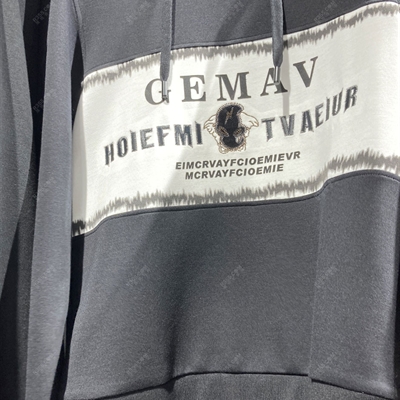 GEMAV
HOIEFMI TVAEIUR
EIMCRVAYFCIOEMIEVR
MCRVAYFCIOEMIE